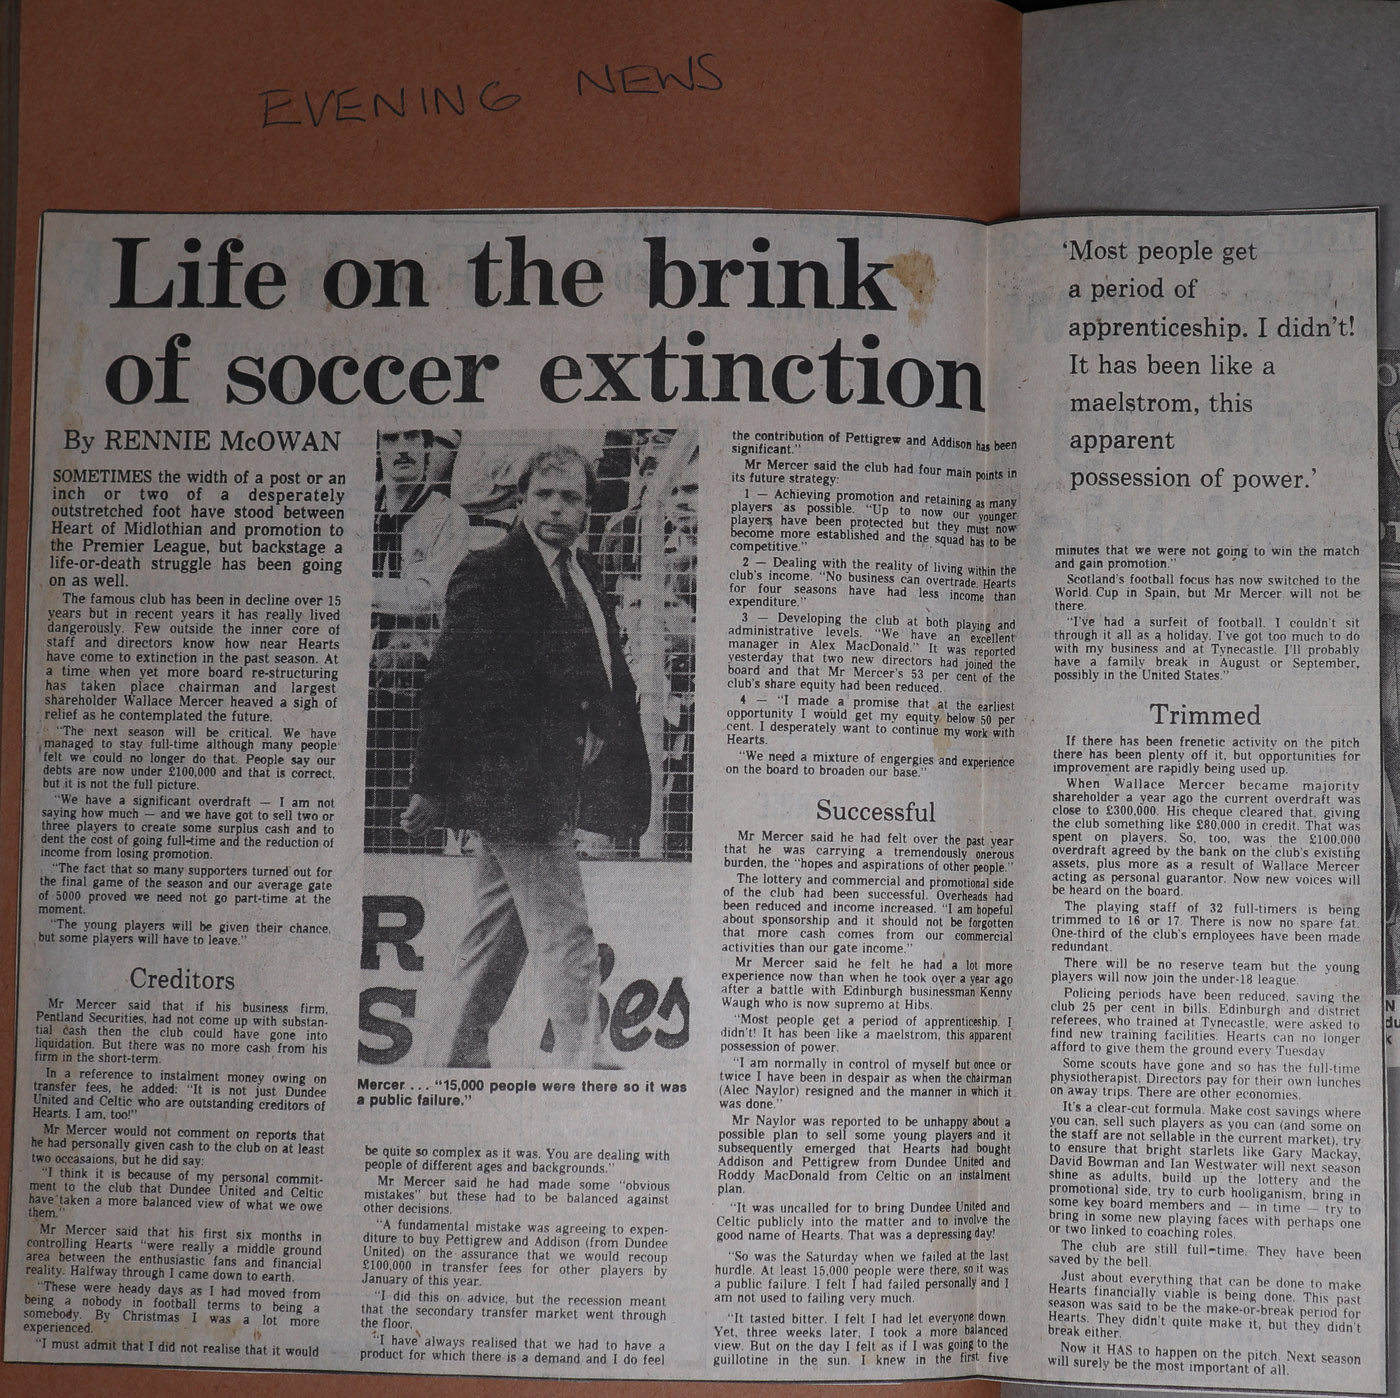 EVENING NEWS
Life on the brink
of soccer extinction
By RENNIE McOWAN
SOMETIMES the width of a post or an
inch or two of a desperately
outstretched foot have stood between
Heart of Midlothian and promotion to
the Premier League, but backstage a
life-or-death struggle has been going
on as well.
The famous club has been in decline over 15
years but in recent years it has really lived
dangerously. Few outside the inner core of
staff and directors know how near Hearts
have come to extinction in the past season. At
a time when yet more board re-structuring
has taken place chairman and largest
shareholder Wallace Mercer heaved a sigh of
relief as he contemplated the future.
"The next season will be critical. We have
managed to stay full-time although many people
felt we could no longer do that. People say our
debts are now under £100,000 and that is correct,
but it is not the full picture.
"We have a significant overdraft — I am not
saying how much — and we have got to sell two or
three players to create some surplus cash and to
dent the cost of going full-time and the reduction of
income from losing promotion.
"The fact that so many supporters turned out for
the final game of the season and our average gate
of 5000 proved we need not go part-time at the
moment.
"The young players will be given their chance,
but some players will have to leave."
Creditors
Mr Mercer said that if his business firm,
Pentland Securities, had not come up with substan-
tial cash then the club could have gone into
liquidation. But there was no more cash from his
firm in the short-term.
In a reference to instalment money owing on
transfer fees, he added: "It is not just Dundee
United and Celtic who are outstanding creditors of
Hearts. I am, too!"
Mr Mercer would not comment on reports that
he had personally given cash to the club on at least
two occasaions, but he did say:
"I think it is because of my personal commit-
ment to the club that Dundee United and Celtic
have taken a more balanced view of what we owe
them."
Mr Mercer said that his first six months in
controlling Hearts "were really a middle ground
area between the enthusiastic fans and financial
reality. Halfway through I came down to earth.
"These were heady days as I had moved from
being a nobody in football terms to being a
somebody. By Christmas I was a lot more
experienced.
"I must admit that I did not realise that it would
R
S
es
Mercer . . . "15,000 people were there so it was
a public failure."
be quite so complex as it was. You are dealing with
people of different ages and backgrounds."
Mr Mercer said he had made some "obvious
mistakes" but these had to be balanced against
other decisions.
"A fundamental mistake was agreeing to expen-
diture to buy Pettigrew and Addison (from Dundee
United) on the assurance that we would recoup
£100,000 in transfer fees for other players by
January of this year.
"I did this on advice, but the recession meant
that the secondary transfer market went through
the floor.
"I have always realised that we had to have a
product for which there is a demand and I do feel
the contribution of Pettigrew and Addison has been
significant."
Mr Mercer said the club had four main points in
its future strategy:
1 — Achieving promotion and retaining as many
players as possible. "Up to now our younger
players have been protected but they must now
become more established and the squad has to be
competitive."
2 — Dealing with the reality of living within the
club's income. "No business can overtrade. Hearts
for four seasons have had less income than
expenditure."
3 — Developing the club at both playing and
administrative levels. "We have an excellent
manager in Alex MacDonald." It was reported
yesterday that two new directors had joined the
board and that Mr Mercer's 53 per cent of the
club's share equity had been reduced.
4 — "I made a promise that at the earliest
opportunity I would get my equity below 50 per
cent. I desperately want to continue my work with
Hearts.
"We need a mixture of engergies and experience
on the board to broaden our base."
Successful
Mr Mercer said he had felt over the past year
that he was carrying a tremendously onerous
burden, the "hopes and aspirations of other people."
The lottery and commercial and promotional side
of the club had been successful. Overheads had
been reduced and income increased. "I am hopeful
about sponsorship and it should not be forgotten
that more cash comes from our commercial
activities than our gate income."
Mr Mercer said he felt he had a lot more
experience now than when he took over a year ago
after a battle with Edinburgh businessman Kenny
Waugh who is now supremo at Hibs.
"Most people get a period of apprenticeship. I
didn't! It has been like a maelstrom, this apparent
possession of power.
"I am normally in control of myself but once or
twice I have been in despair as when the chairman
(Alec Naylor) resigned and the manner in which it
was done."
Mr Naylor was reported to be unhappy about a
possible plan to sell some young players and it
subsequently emerged that Hearts had bought
Addison and Pettigrew from Dundee United and
Roddy MacDonald from Celtic on an instalment
plan.
"It was uncalled for to bring Dundee United and
Celtic publicly into the matter and to involve the
good name of Hearts. That was a depressing day!
"So was the Saturday when we failed at the last
hurdle. At least 15,000 people were there, so it was
a public failure. I felt I had failed personally and I
am not used to failing very much.
"It tasted bitter. I felt I had let everyone down.
Yet, three weeks later, I took a more balanced
view. But on the day I felt as if I was going to the
guillotine in the sun. I knew in the first five
'Most people get
a period of
apprenticeship. I didn't!
It has been like a
maelstrom, this
apparent
possession of power.'
minutes that we were not going to win the match
and gain promotion."
Scotland's football focus has now switched to the
World Cup in Spain, but Mr Mercer will not be
there.
"I've had a surfeit of football. I couldn't sit
through it all as a holiday. I've got too much to do
with my business and at Tynecastle. I'll probably
have a family break in August or September,
possibly in the United States."
Trimmed
If there has been frenetic activity on the pitch
there has been plenty off it, but opportunities for
improvement are rapidly being used up.
When Wallace Mercer became majority
shareholder a year ago the current overdraft was
close to £300,000. His cheque cleared that, giving
the club something like £80,000 in credit. That was
spent on players. So, too, was the £100,000
overdraft agreed by the bank on the club's existing
assets, plus more as a result of Wallace Mercer
acting as personal guarantor. Now new voices will
be heard on the board.
The playing staff of 32 full-timers is being
trimmed to 16 or 17. There is now no spare fat.
One-third of the club's employees have been made
redundant.
There will be no reserve team but the young
players will now join the under-18 league.
Policing periods have been reduced, saving the
club 25 per cent in bills. Edinburgh and district
referees, who trained at Tynecastle, were asked to
find new training facilities. Hearts can no longer
afford to give them the ground every Tuesday
Some scouts have gone and so has the full-time
physiotherapist. Directors pay for their own lunches
on away trips. There are other economies.
It's a clear-cut formula. Make cost savings where
you can, sell such players as you can (and some on
the staff are not sellable in the current market), try
to ensure that bright starlets like Gary Mackay,
David Bowman and Ian Westwater will next season
shine as adults, build up the lottery and the
promotional side, try to curb hooliganism, bring in
some key board members and — in time — try to
bring in some new playing faces with perhaps one
or two linked to coaching roles.
The club are still full-time. They have been
saved by the bell.
Just about everything that can be done to make
Hearts financially viable is being done. This past
season was said to be the make-or-break period for
Hearts. They didn't quite make it, but they didn't
break either.
Now it HAS to happen on the pitch. Next season
will surely be the most important of all.